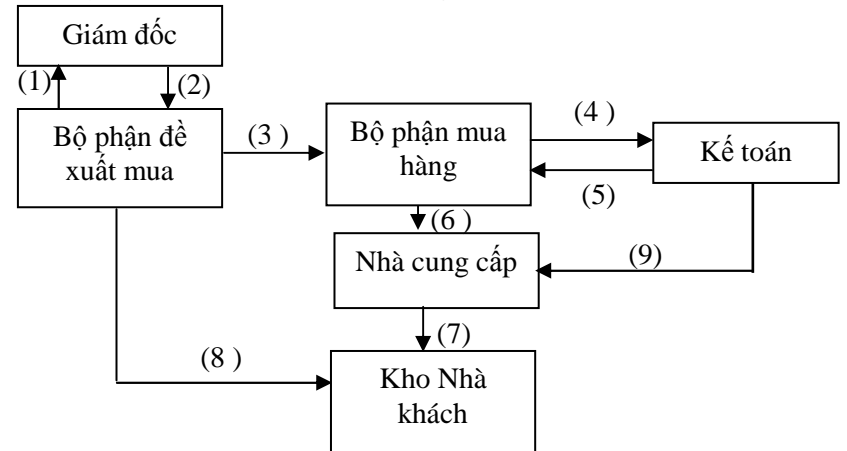 Giám đốc
(1)
(2)
Bộ phận đề
xuất mua
(3 )
Bộ phận mua
hàng
(4 )
Kế toán
(5)
(6 )
Nhà cung cấp
(9)
(7)
(8 )
Kho Nhà
khách